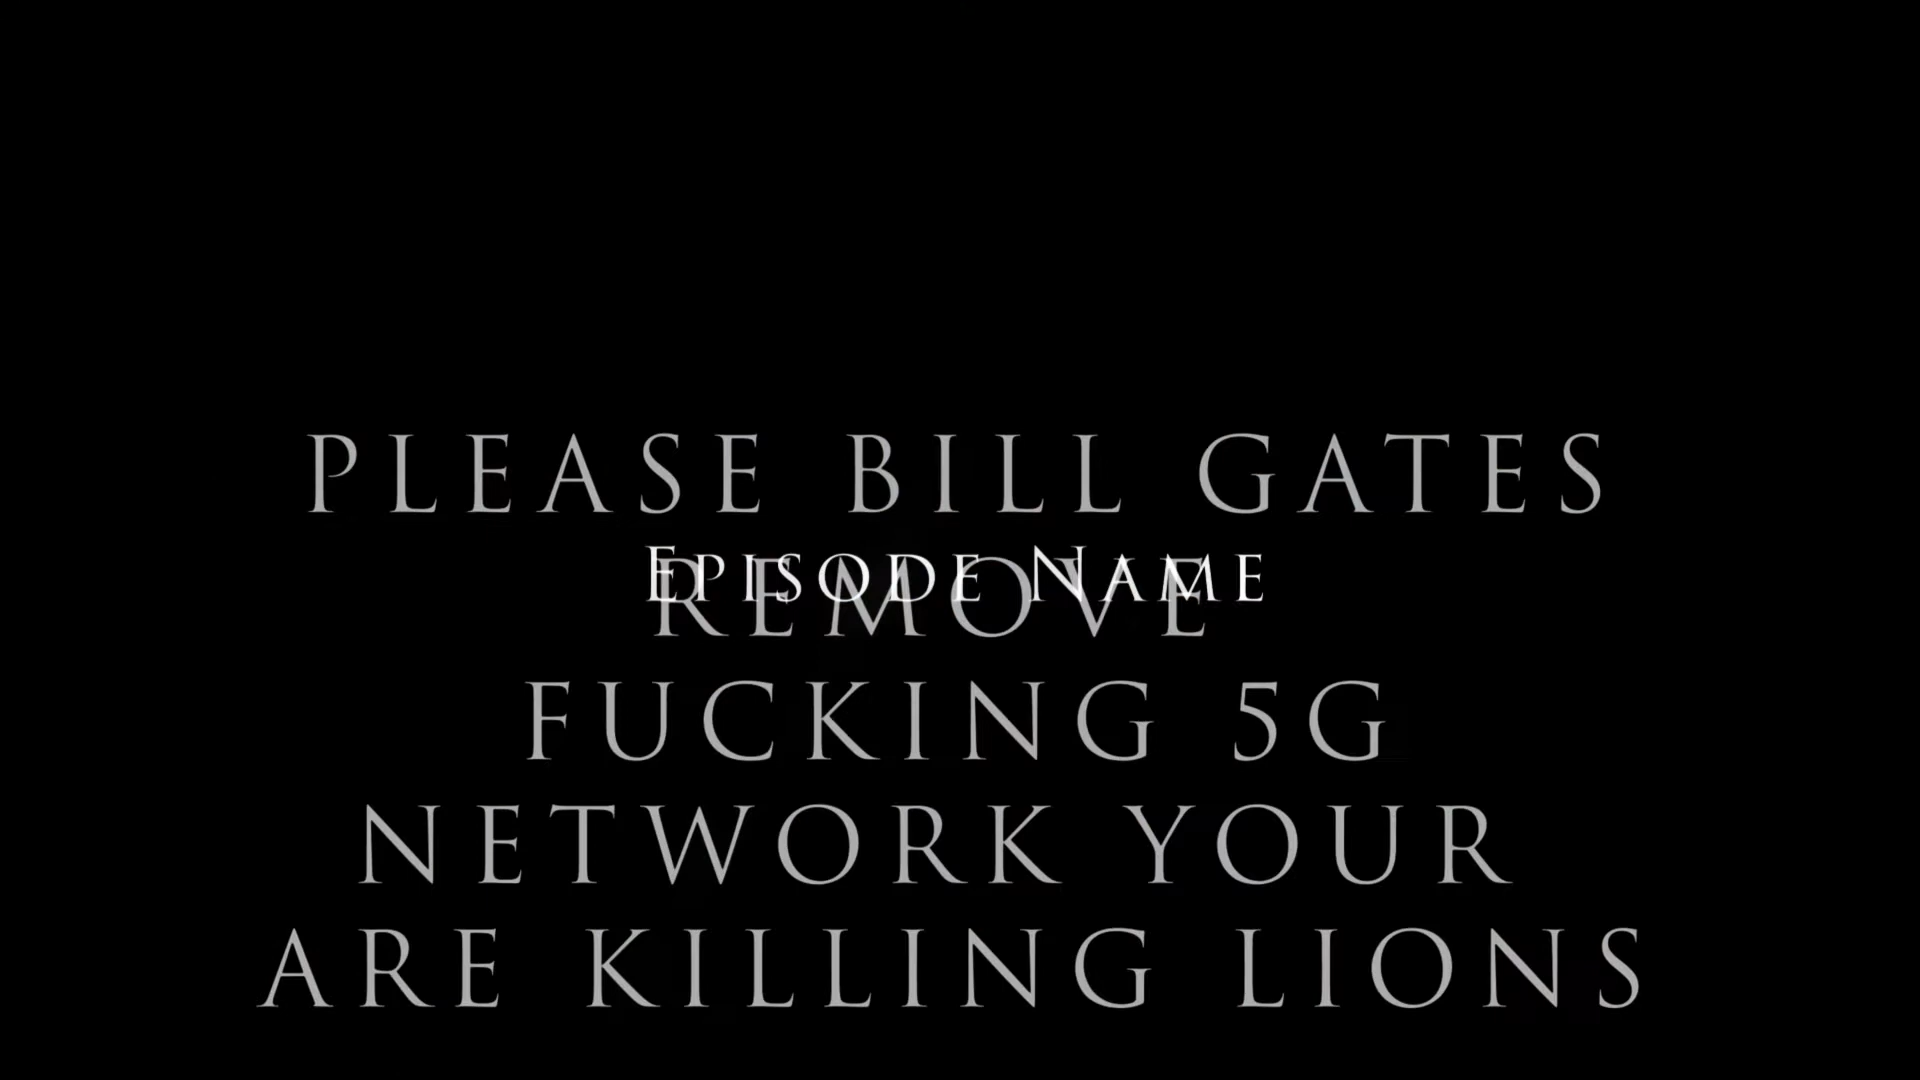 PLEASE BILL GATES
EPISODE NAME
REMOVE
FUCKING 5G
NETWORK YOUR
ARE KILLING LIONS